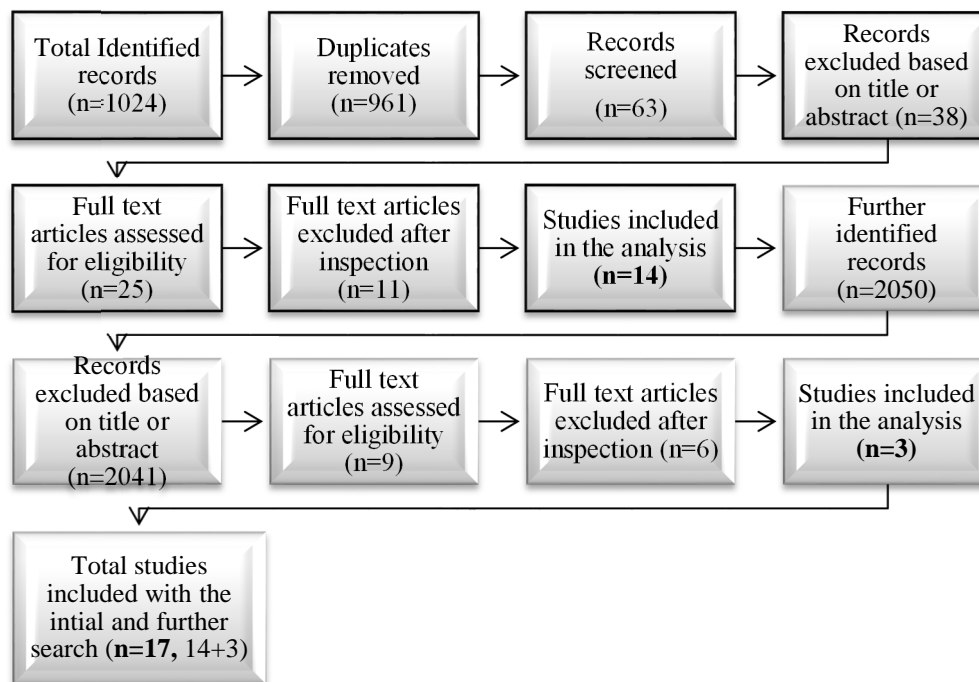 Total Identified
records
(n=1024)
Duplicates
removed
(n=961)
Records
screened
(n=63)
Records
excluded based
on title or
abstract (n=38)
Full text
articles assessed
for eligibility
(n=25)
Full text articles
excluded after
inspection
(n=11)
Studies included
in the analysis
(n=14)
Further
identified
records
(n=2050)
Records
excluded based
on title or
abstract
(n=2041)
Full text
articles assessed
for eligibility
(n=9)
Full text articles
excluded after
inspection (n=6)
Studies included
in the analysis
(n=3)
Total studies
included with the
intial and further
search (n=17, 14+3)